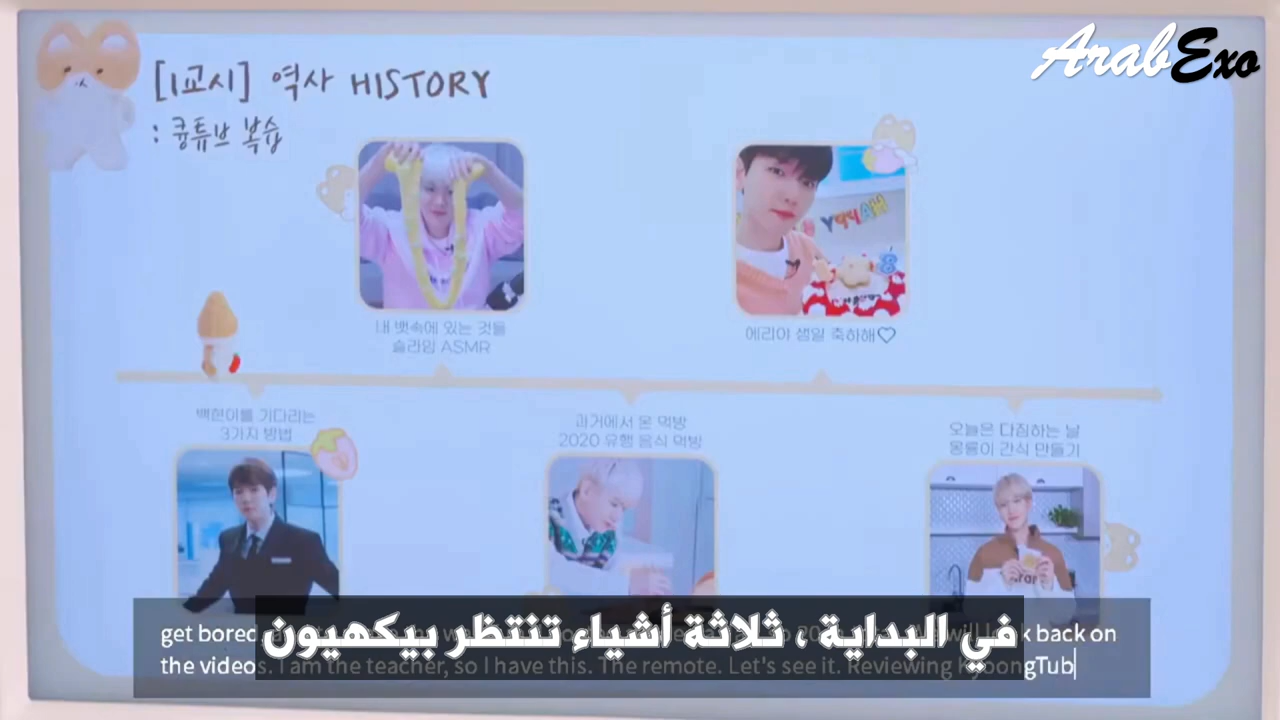 ArabExo
[1교시] 역사 HISTORY
: 큥튜브 복습
내 뱃속에 있는 것들
슬라임 ASMR
에리야 생일 축하해♡
백현이를 기다리는
3가지 방법
과거에서 온 먹방
2020 유행 음식 먹방
오늘은 다짐하는 날
몽룡이 간식 만들기
في البداية ، ثلاثة أشياء تنتظر بيكهيون
get bored k back on
the videos. I am the teacher, so I have this. The remote. Let's see it. Reviewing KyoongTub